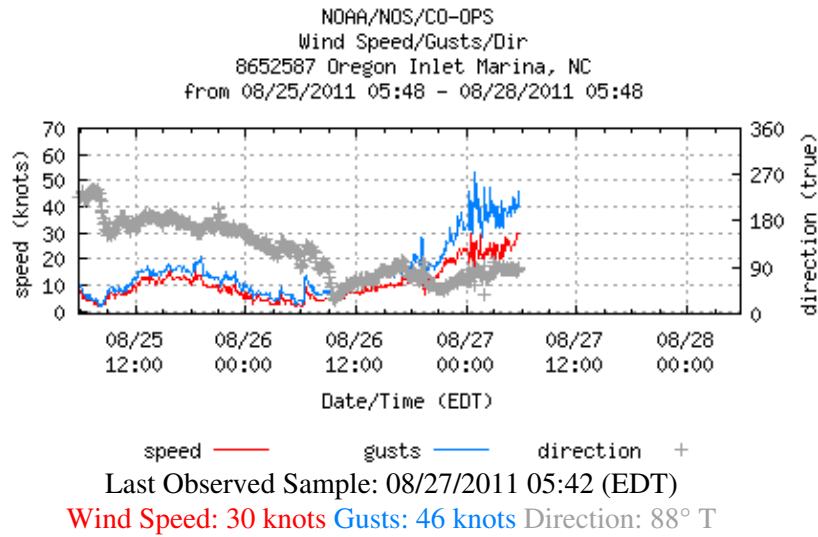 NOAA/NOS/CO-OPS
Wind Speed/Gusts/Dir
8652587 Oregon Inlet Marina, NC
from 08/25/2011 05:48 - 08/28/2011 05:48
70
60
50
40
30
20
10
0
speed (knots)
360
270
180
90
0
direction (true)
08/25 08/26 08/26 08/27 08/27 08/28
12:00 00:00 12:00 00:00 12:00 00:00
Date/Time (EDT)
speed gusts direction
Last Observed Sample: 08/27/2011 05:42 (EDT)
Wind Speed: 30 knots Gusts: 46 knots Direction: 88° T